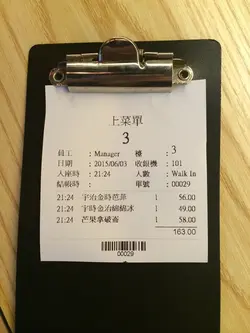 上菜單
3
員工 : Manager 樓 : 3
日期 : 2015/06/03 收銀機 : 101
入座時 : 21:24 人數 : Walk In
結帳時 : 單號 : 00029
21:24 宇治金時芭菲 1 56.00
21:24 宇時金治綿綿冰 1 49.00
21:24 芒果拿破崙 1 58.00
163.00
00029